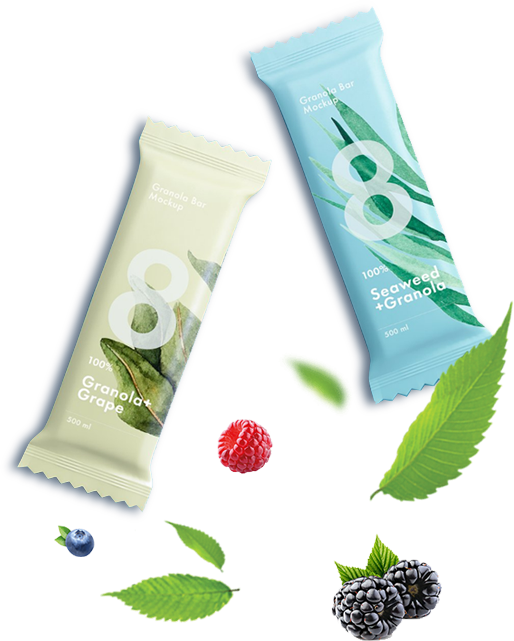 Granola Bar
Mockup
8
100%
Seaweed
+Granola
500 ml
Granola Bar
Mockup
8
100%
Granola+
Grape
500 ml